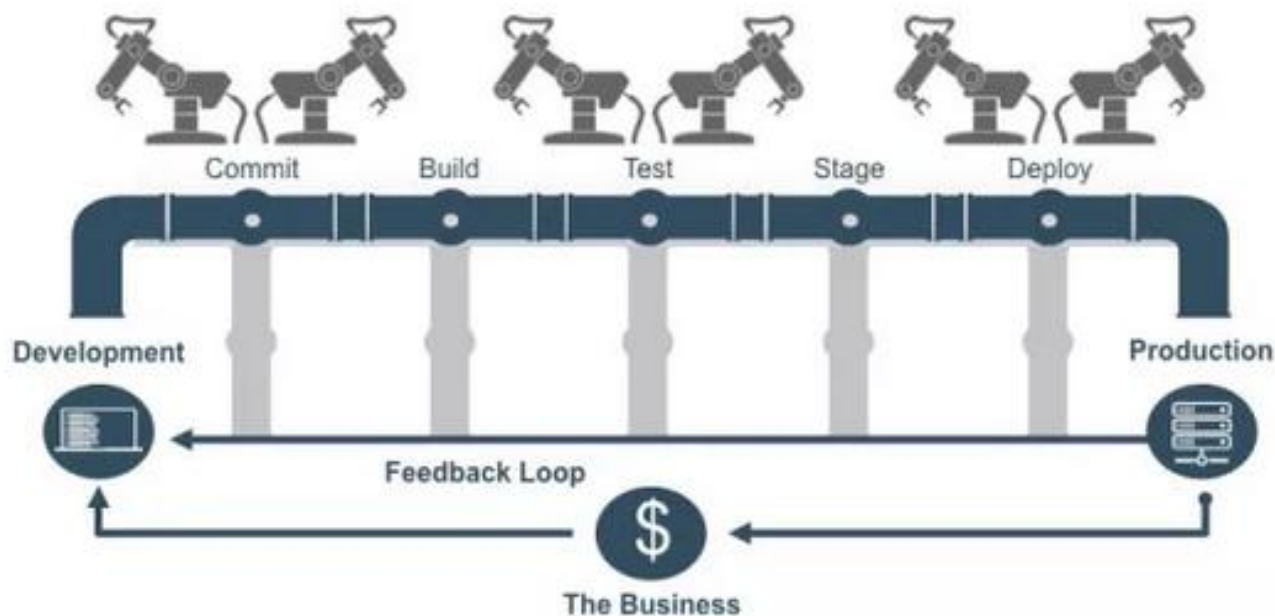 Commit Build Test Stage Deploy
Development
Production
Feedback Loop
$
The Business